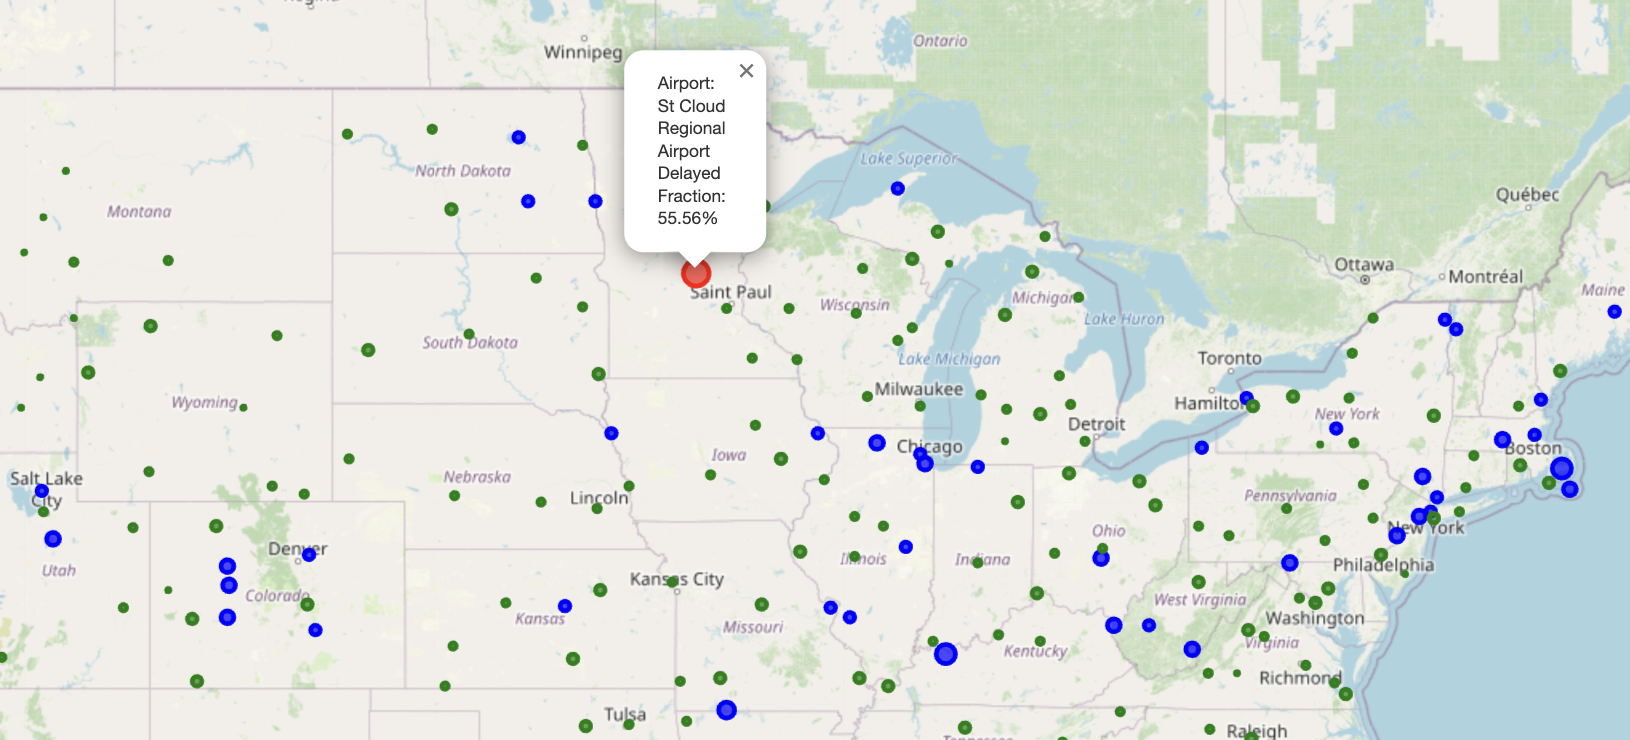 Winnipeg
Ontario
Airport:
St Cloud
Regional
Airport
Delayed
Fraction:
55.56%
Lake Superior
North Dakota
Montana
Québec
Ottawa
Montréal
Maine
Saint Paul
Wisconsin
Michigan
Lake Huron
South Dakota
Lake Michigan
Toronto
Milwaukee
Wyoming
Hamilton
New York
Detroit
Chicago
Boston
Iowa
Nebraska
Salt Lake
City
Lincoln
Pennsylvania
New York
Ohio
Denver
Illinois
Indiana
Philadelphia
Utah
Kansas City
Colorado
West Virginia
Kansas
Missouri
Washington
Virginia
Kentucky
Richmond
Tulsa
Raleigh